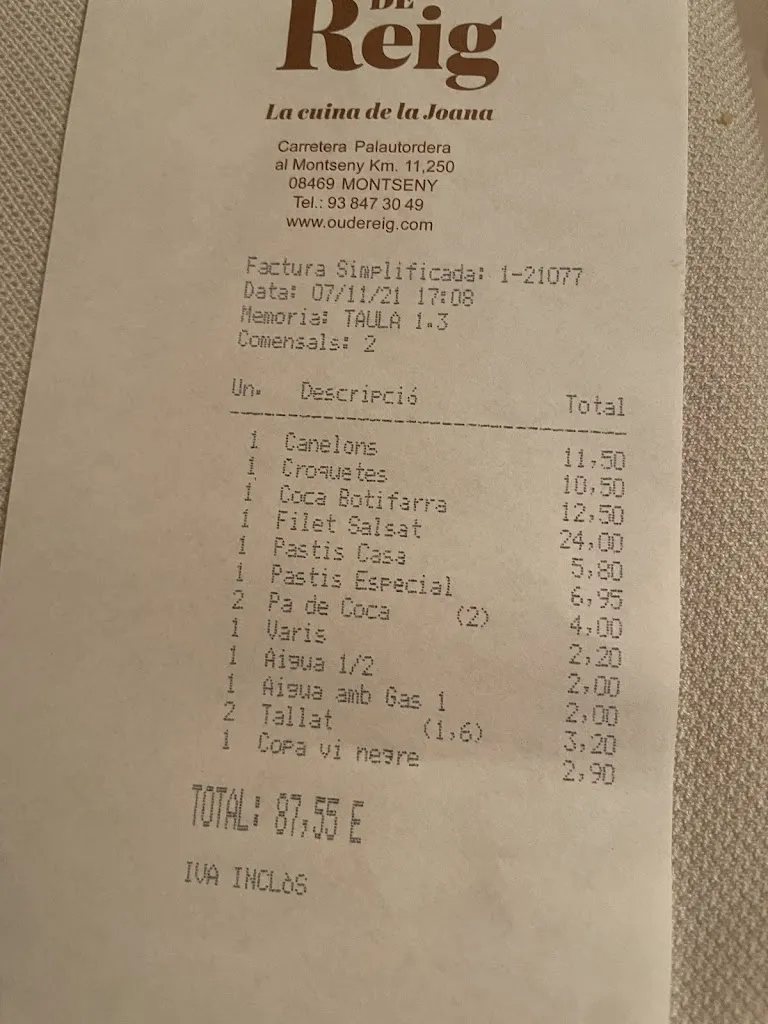 DE
Reig
La cuina de la Joana
Carretera Palautordera
al Montseny Km. 11,250
08469 MONTSENY
Tel.: 93 847 30 49
www.oudereig.com
Factura Simplificada: 1-21077
Data: 07/11/21 17:08
Memoria: TAULA 1.3
Comensals: 2
Un. Descripció Total
1 Canelons 11,50
1 Croquetes 10,50
1 Coca Botifarra 12,50
1 Filet Salsat 24,00
1 Pastis Casa 5,80
1 Pastis Especial 6,95
2 Pa de Coca (2) 4,00
1 Varis 2,20
1 Aigua 1/2 2,00
1 Aigua amb Gas 1 2,00
2 Tallat (1,6) 3,20
1 Copa vi negre 2,90
TOTAL: 87,55 E
IVA INCLòS